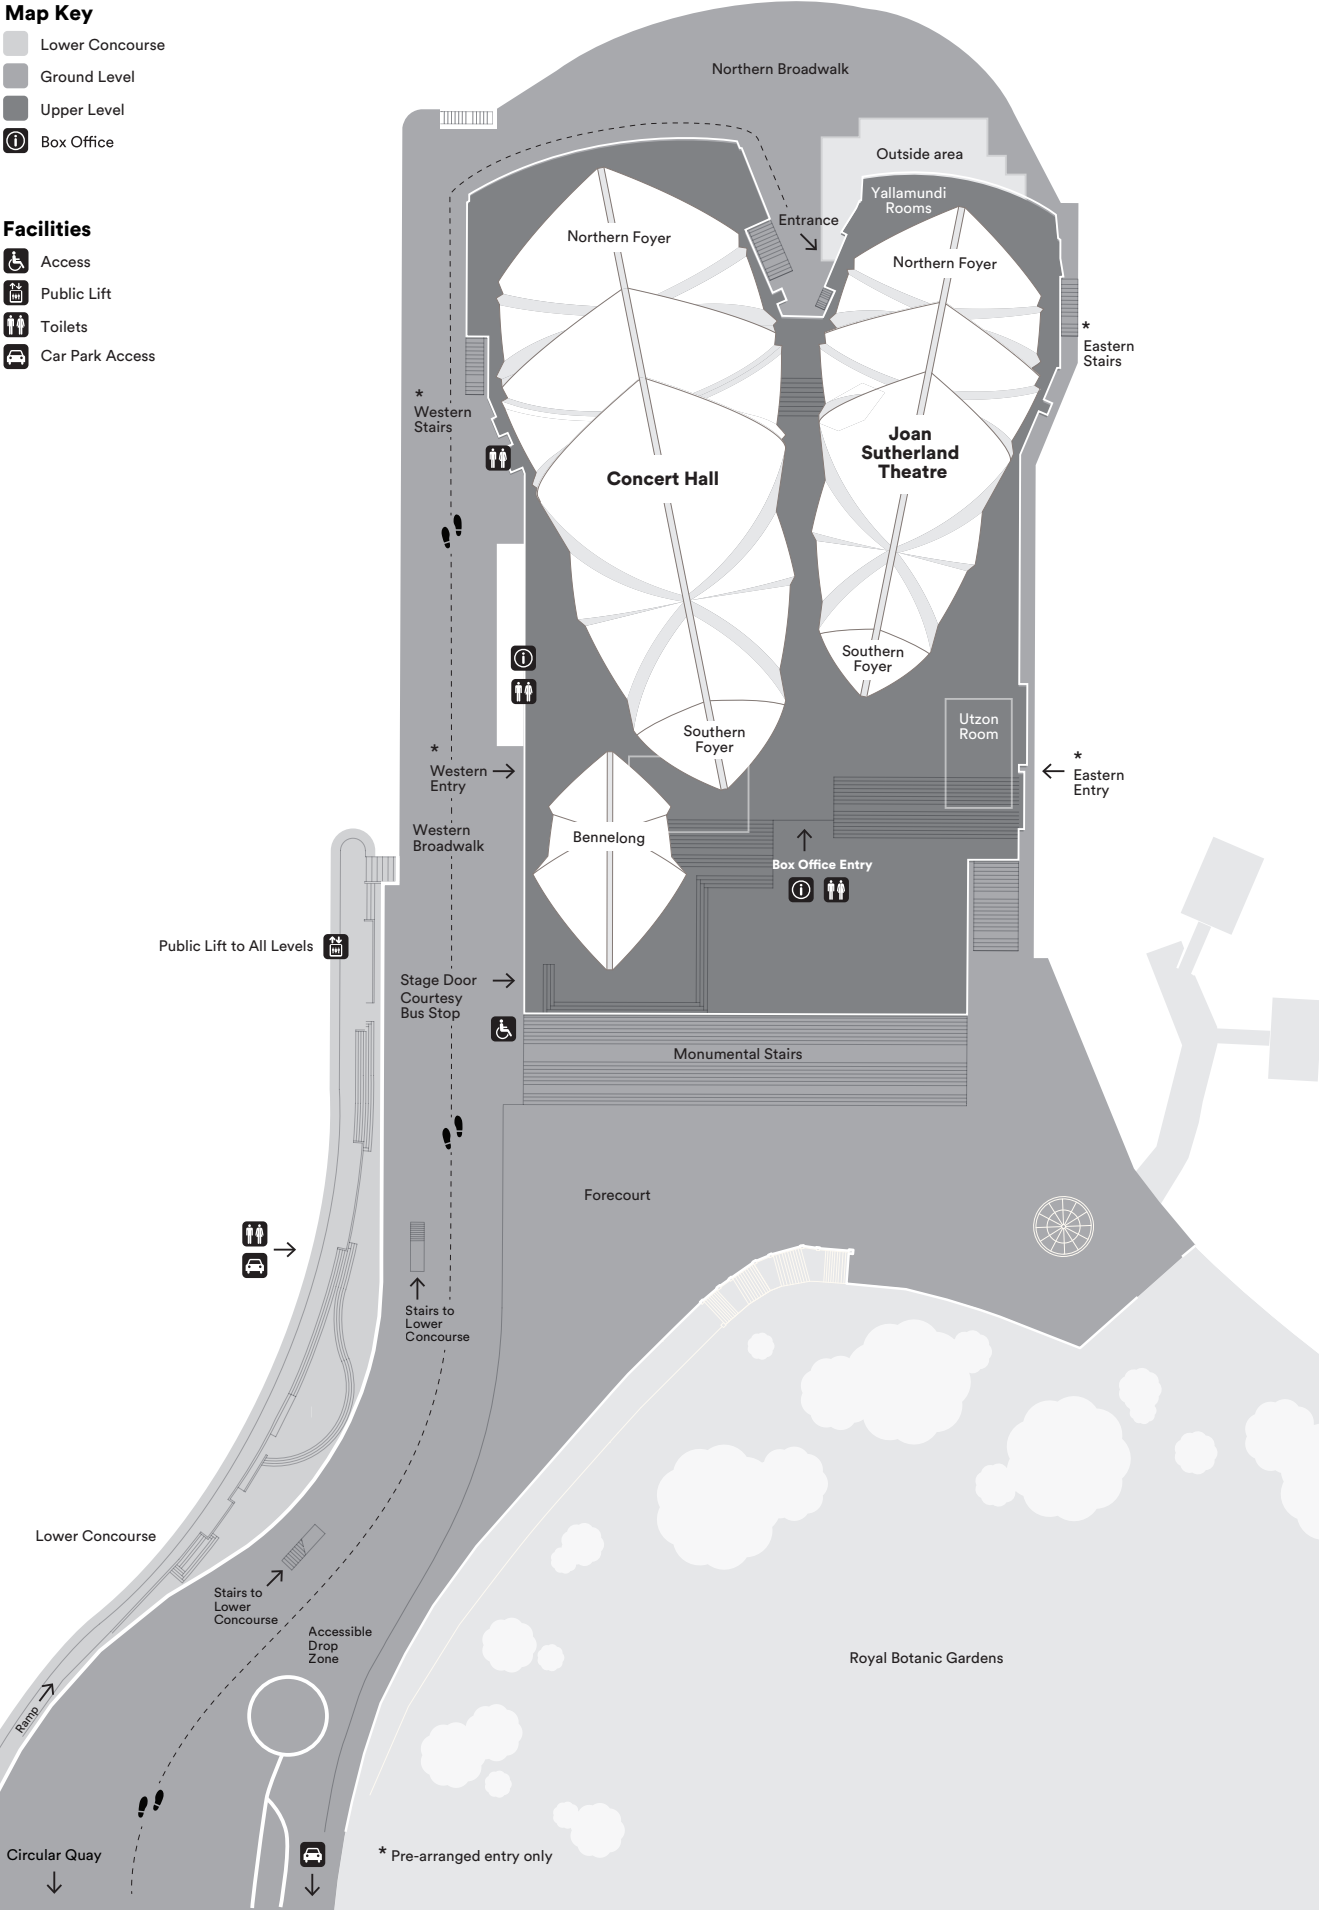 Map Key
Lower Concourse
Ground Level
Upper Level
Box Office
Facilities
Access
Public Lift
Toilets
Car Park Access
Northern Broadwalk
Outside area
Yallamundi
Rooms
Entrance
Northern Foyer
Northern Foyer
*
Eastern
Stairs
*
Western
Stairs
Joan
Sutherland
Theatre
Concert Hall
Southern
Foyer
Southern
Foyer
Utzon
Room
*
Western
Entry
*
Eastern
Entry
Western
Broadwalk
Bennelong
Box Office Entry
Public Lift to All Levels
Stage Door
Courtesy
Bus Stop
Monumental Stairs
Forecourt
Stairs to
Lower
Concourse
Lower Concourse
Stairs to
Lower
Concourse
Accessible
Drop
Zone
Royal Botanic Gardens
Ramp
Circular Quay
* Pre-arranged entry only